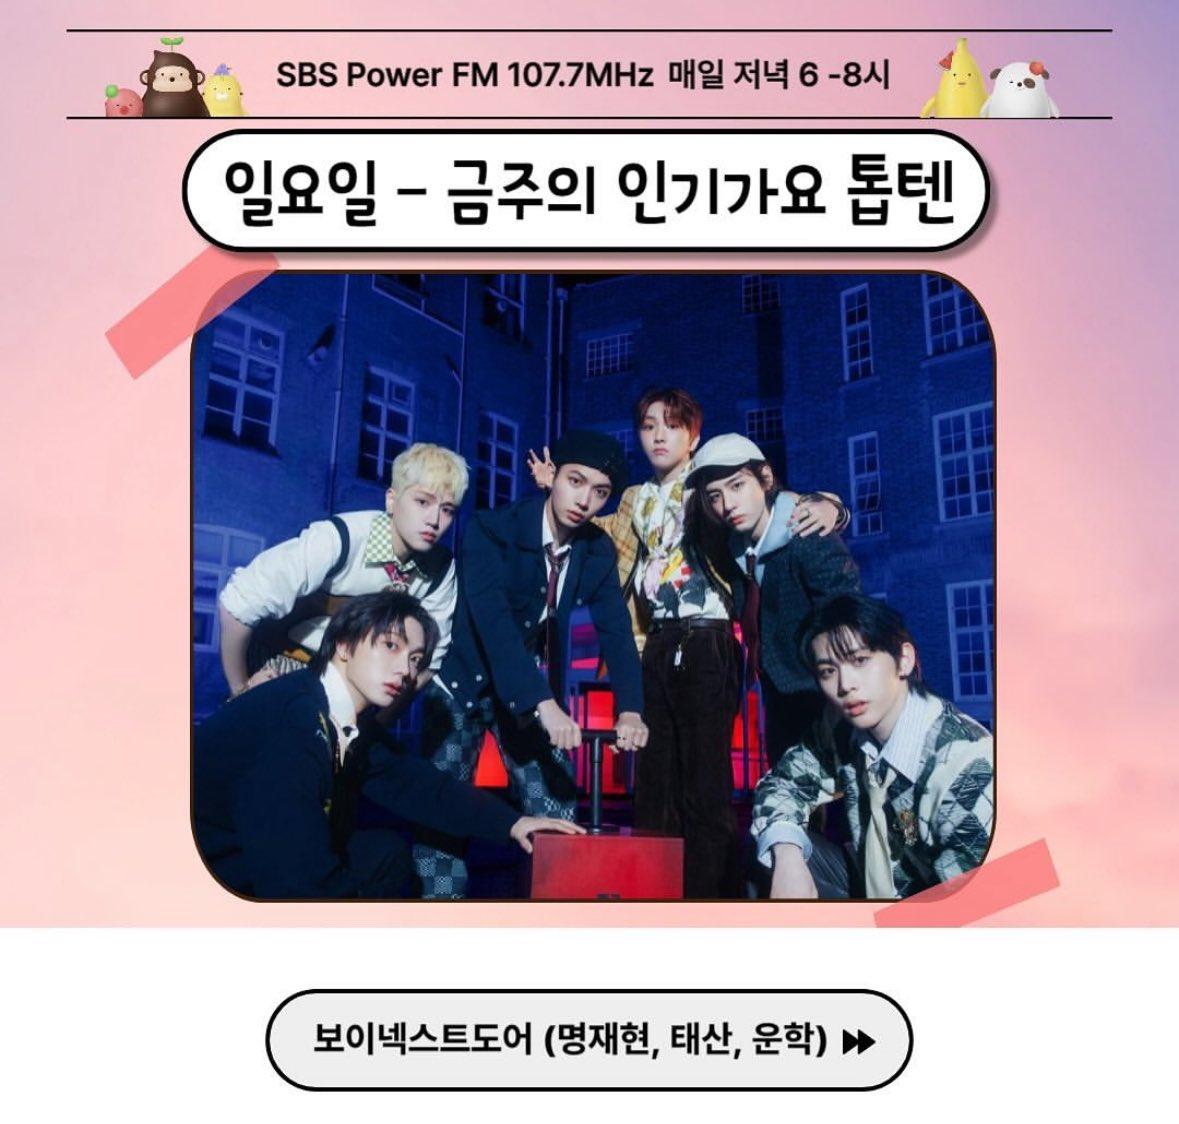 SBS Power FM 107.7MHz 매일 저녁 6 -8시
일요일 - 금주의 인기가요 톱텐
보이넥스트도어 (명재현, 태산, 운학)